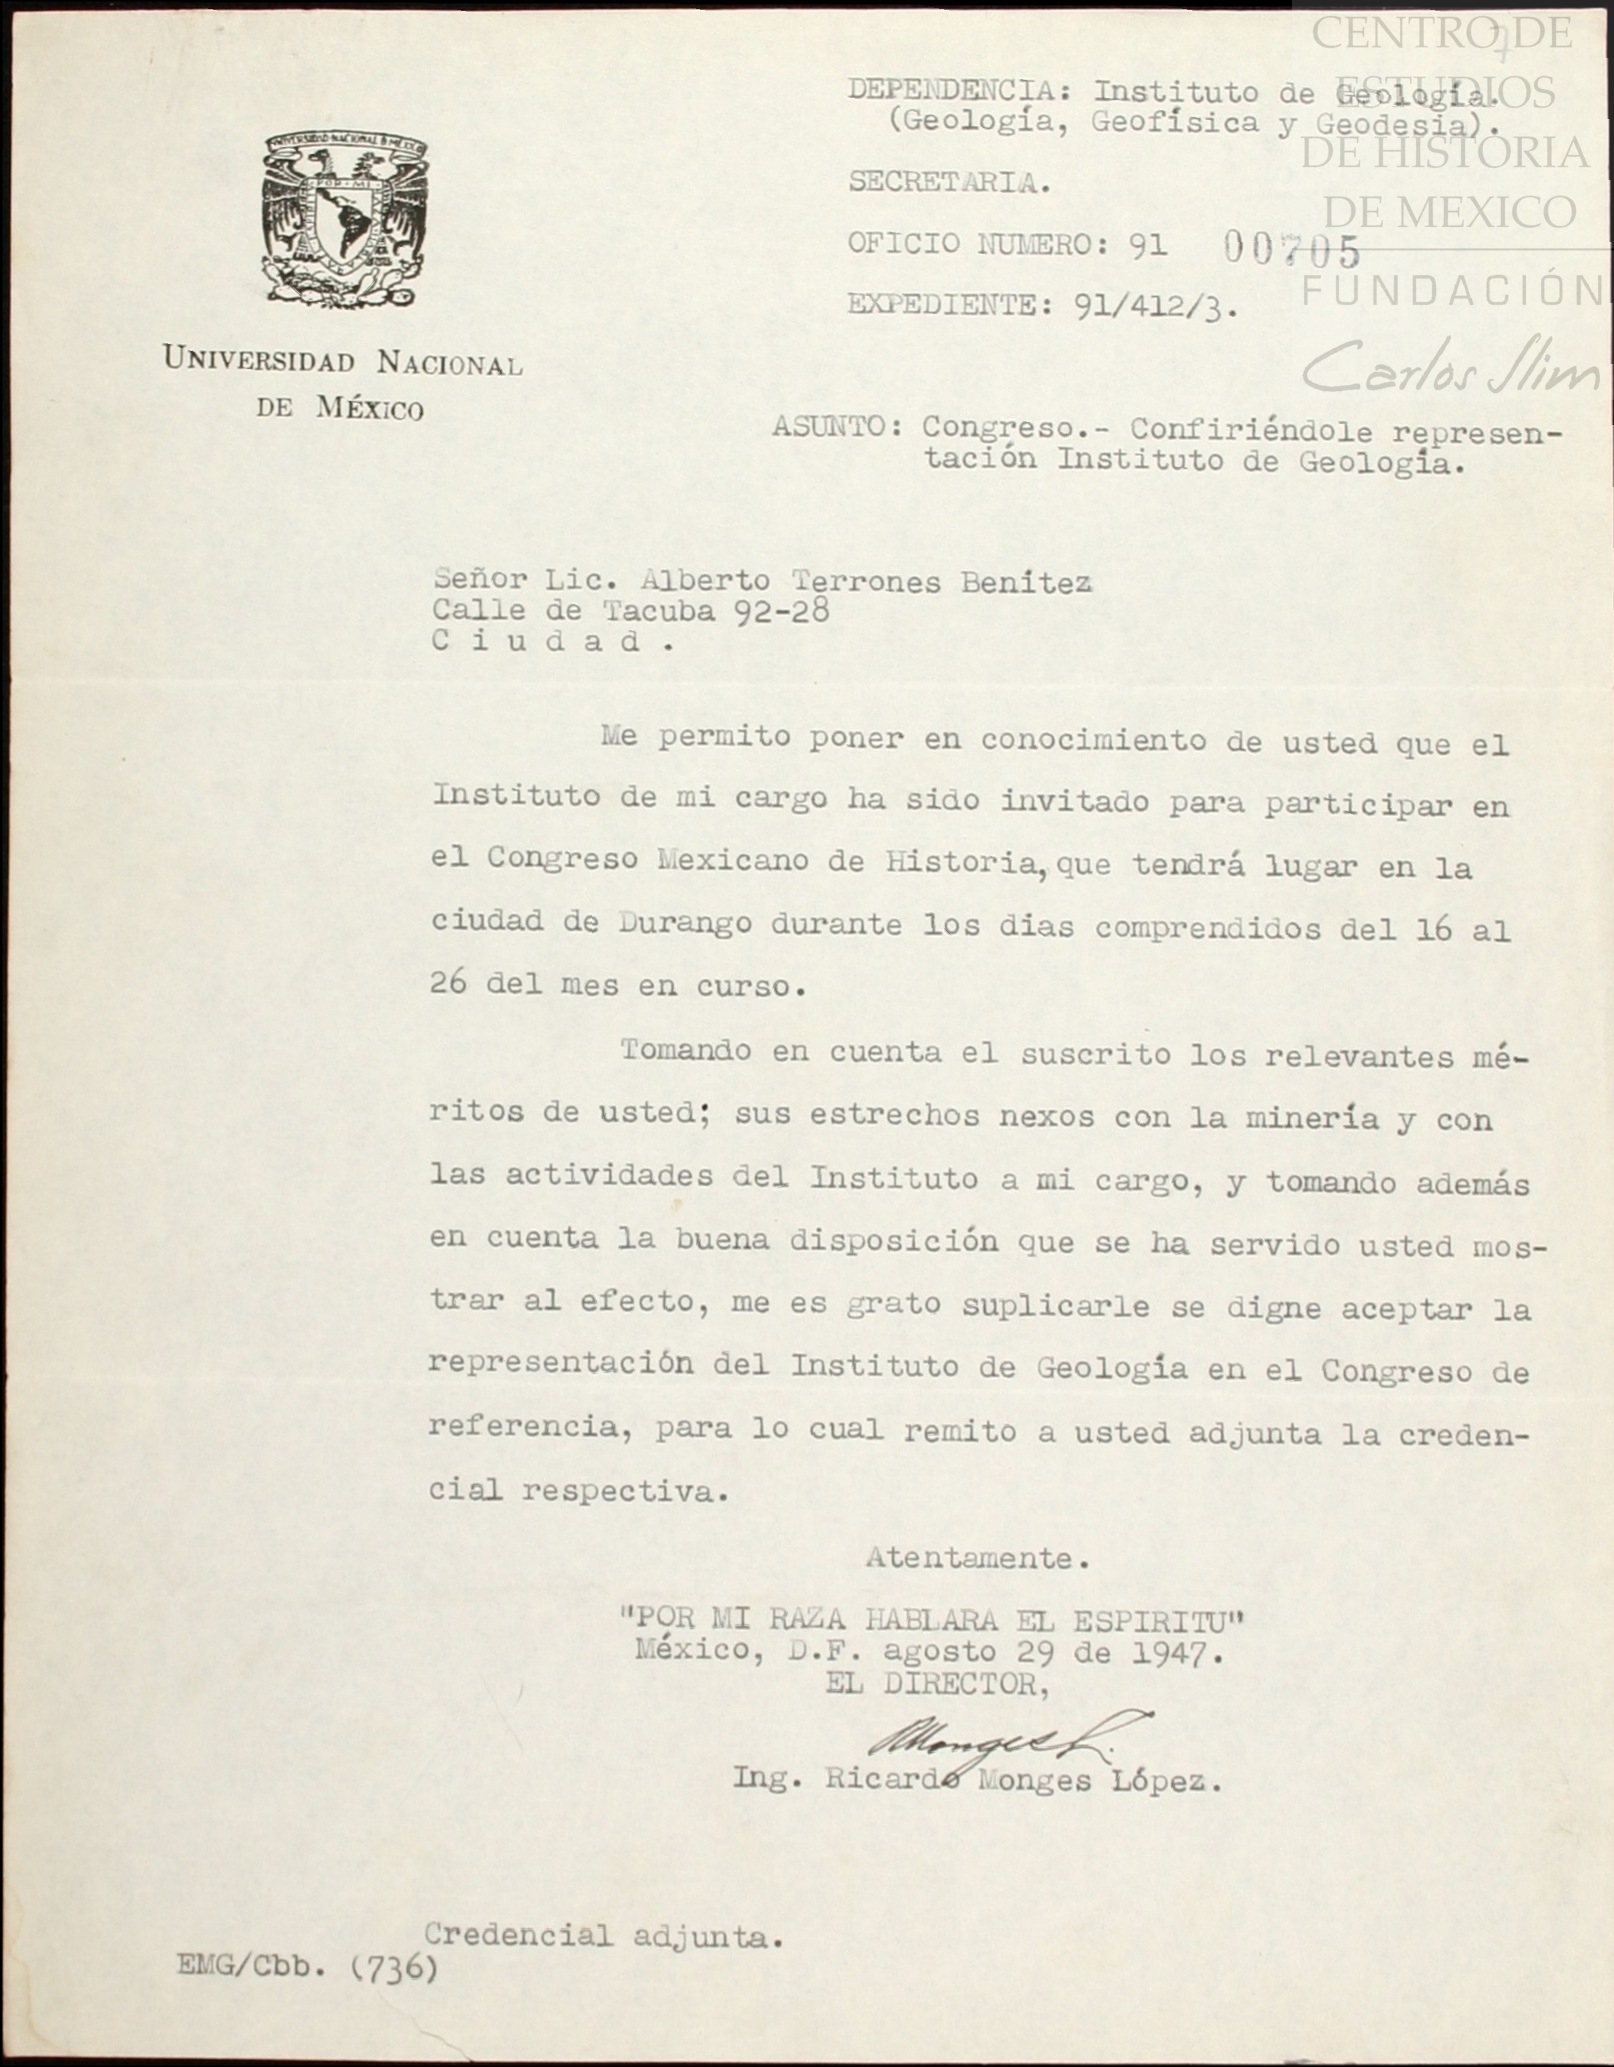 CENTRO DE
ESTUDIOS
DE HISTORIA
DE MEXICO
FUNDACIÓN
Carlos Slim
DEPENDENCIA: Instituto de Geología.
(Geología, Geofísica y Geodesia).
SECRETARIA.
OFICIO NUMERO: 91 00705
EXPEDIENTE: 91/412/3.
UNIVERSIDAD NACIONAL DE MÉXICO
POR MI
UNIVERSIDAD NACIONAL
DE MÉXICO
ASUNTO: Congreso.- Confiriéndole represen-
tación Instituto de Geología.
Señor Lic. Alberto Terrones Benítez
Calle de Tacuba 92-28
C i u d a d .
Me permito poner en conocimiento de usted que el
Instituto de mi cargo ha sido invitado para participar en
el Congreso Mexicano de Historia, que tendrá lugar en la
ciudad de Durango durante los dias comprendidos del 16 al
26 del mes en curso.
Tomando en cuenta el suscrito los relevantes mé-
ritos de usted; sus estrechos nexos con la minería y con
las actividades del Instituto a mi cargo, y tomando además
en cuenta la buena disposición que se ha servido usted mos-
trar al efecto, me es grato suplicarle se digne aceptar la
representación del Instituto de Geología en el Congreso de
referencia, para lo cual remito a usted adjunta la creden-
cial respectiva.
Atentamente.
"POR MI RAZA HABLARA EL ESPIRITU"
México, D.F. agosto 29 de 1947.
EL DIRECTOR,
RMongesL.
Ing. Ricardo Monges López.
Credencial adjunta.
EMG/Cbb. (736)